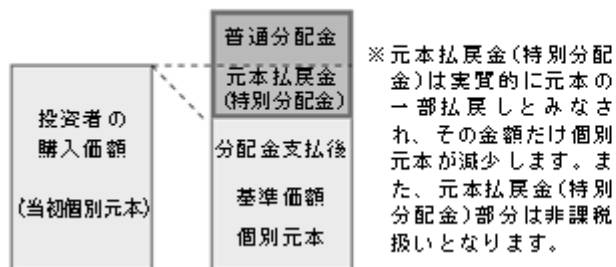 普通分配金
元本払戻金
(特別分配金)
投資者の
購入価額
(当初個別元本)
分配金支払後
基準価額
個別元本
※元本払戻金(特別分配
金)は実質的に元本の
一部払戻しとみなさ
れ、その金額だけ個別
元本が減少します。ま
た、元本払戻金(特別
分配金)部分は非課税
扱いとなります。